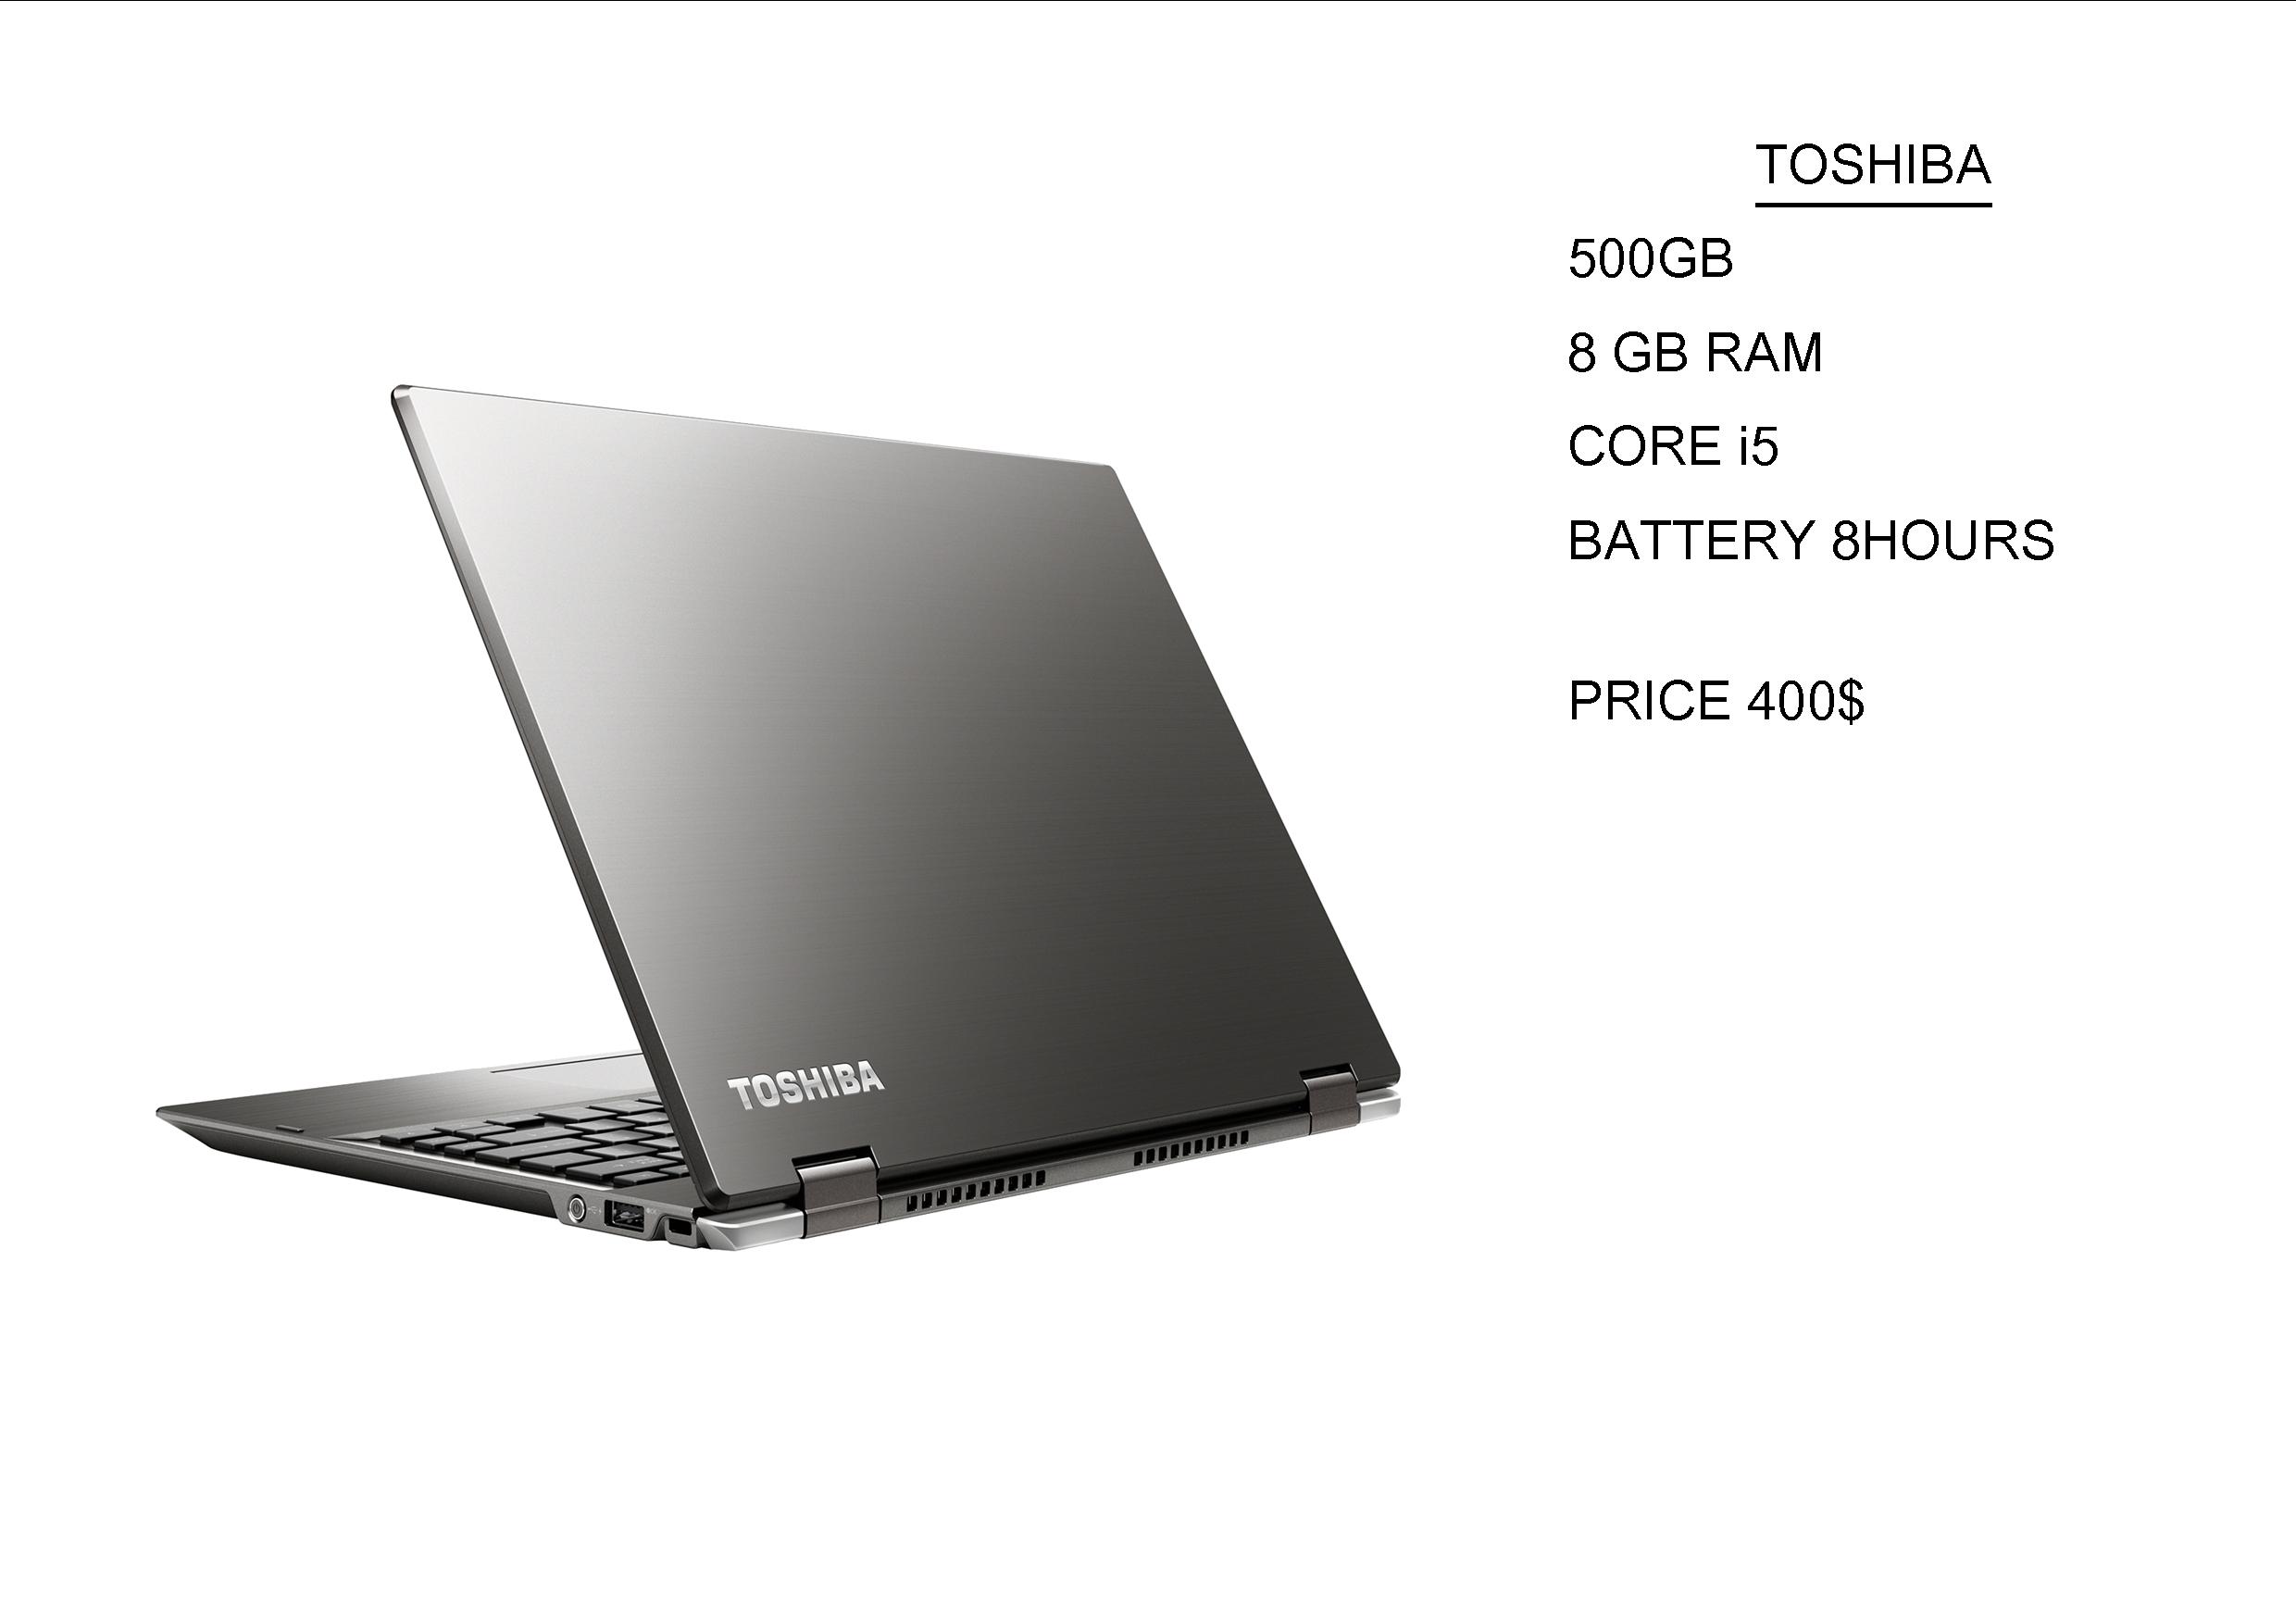 TOSHIBA
500GB
8 GB RAM
CORE i5
BATTERY 8HOURS
PRICE 400$
TOSHIBA